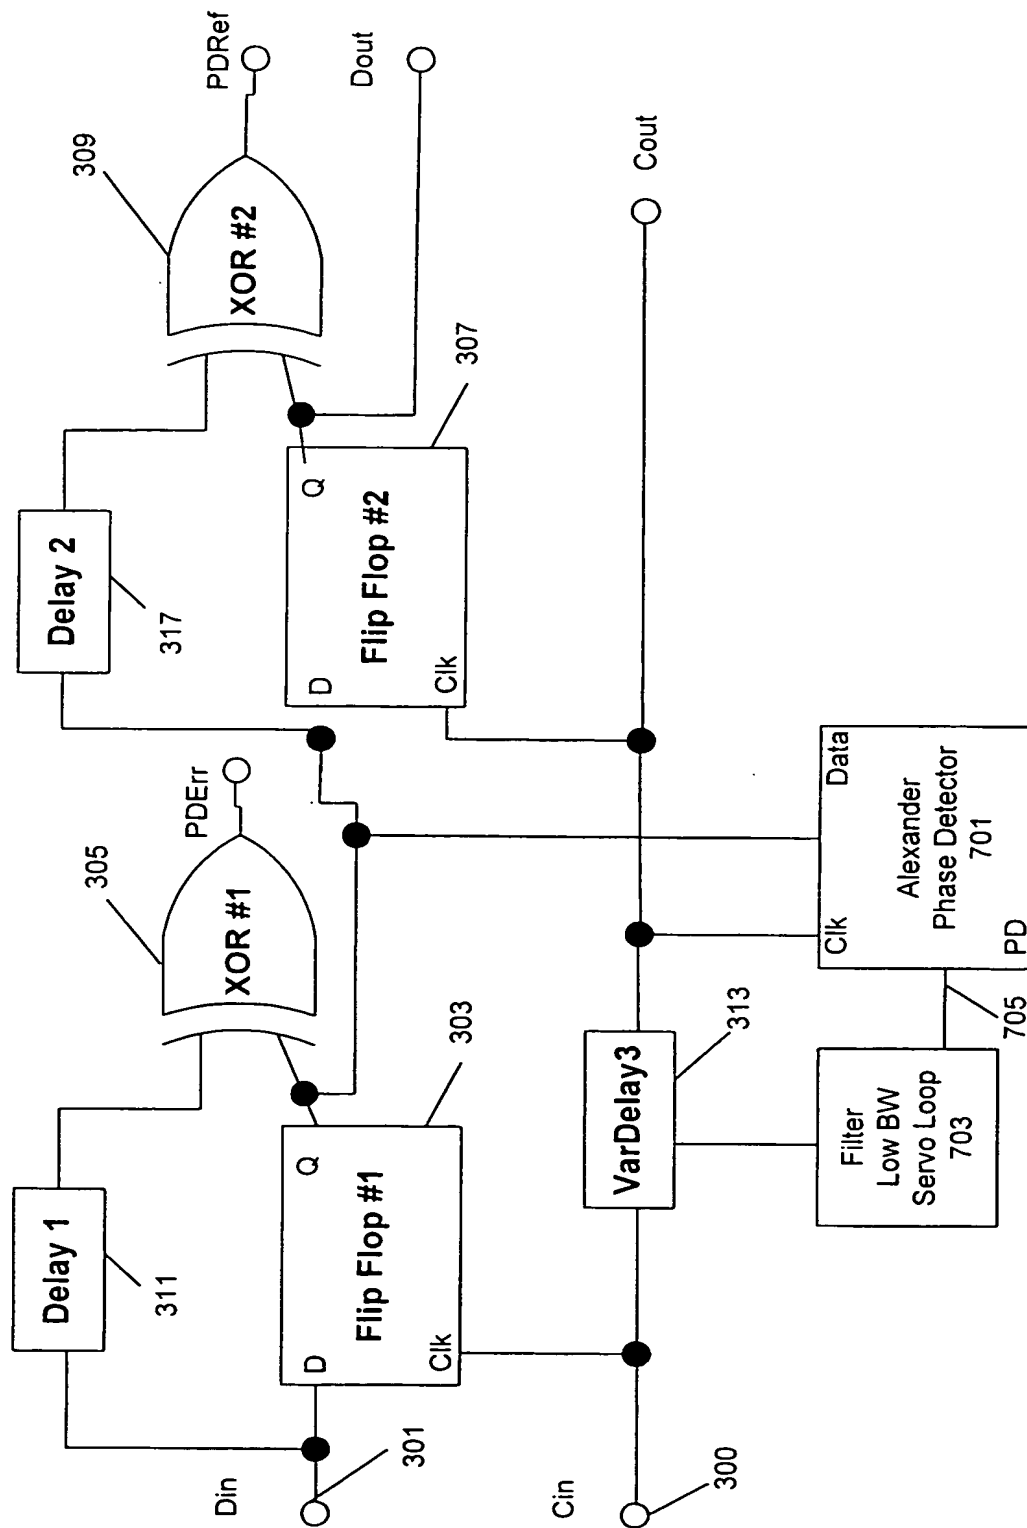 309
XOR #2
PDRef
Dout
Delay 2
317
D
Q
Flip Flop #2
Clk
307
Cout
305
XOR #1
PDErr
Delay 1
311
D
Q
Flip Flop #1
Clk
303
Din
301
Cin
300
VarDelay3
313
Filter
Low BW
Servo Loop
703
705
Clk
Data
Alexander
Phase Detector
701
PD